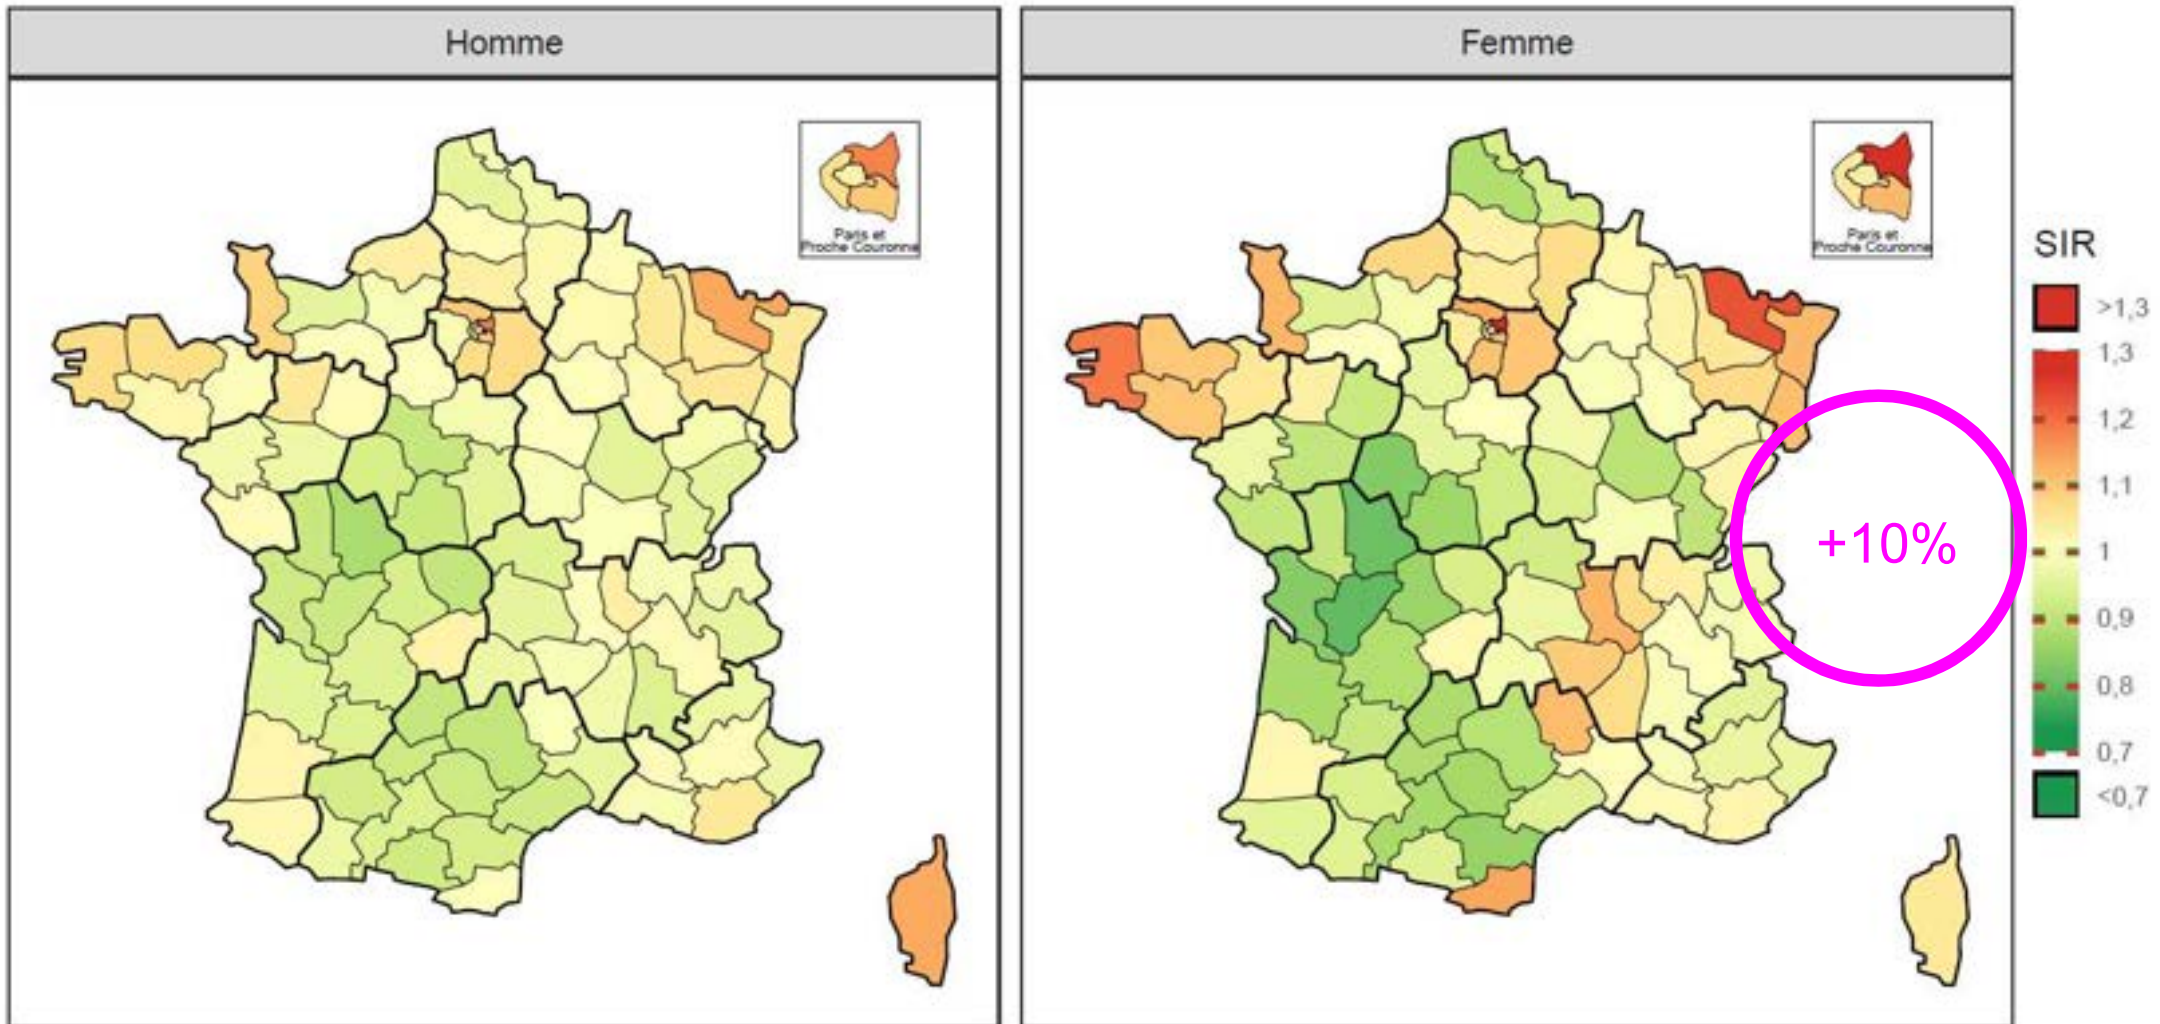 Homme
Femme
Paris et
Proche Couronne
Paris et
Proche Couronne
SIR
>1,3
1,3
1,2
1,1
1
0,9
0,8
0,7
<0,7
+10%